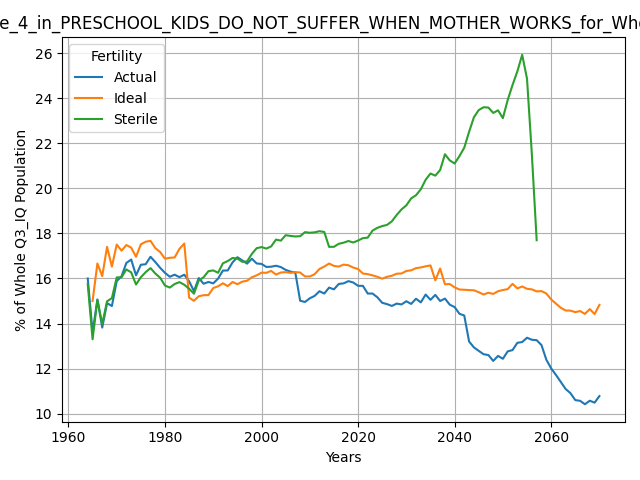 e_4_in_PRESCHOOL_KIDS_DO_NOT_SUFFER_WHEN_MOTHER_WORKS_for_Who
Fertility
Actual
Ideal
Sterile
% of Whole Q3_IQ Population
26
24
22
20
18
16
14
12
10
1960
1980
2000
2020
2040
2060
Years